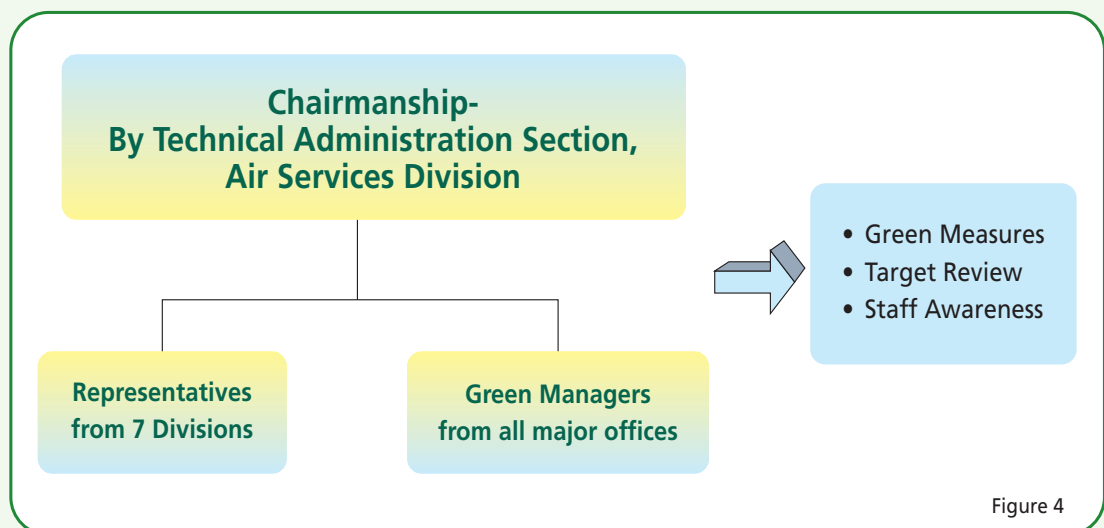 Chairmanship-
By Technical Administration Section,
Air Services Division
Representatives
from 7 Divisions
Green Managers
from all major offices
• Green Measures
• Target Review
• Staff Awareness
Figure 4